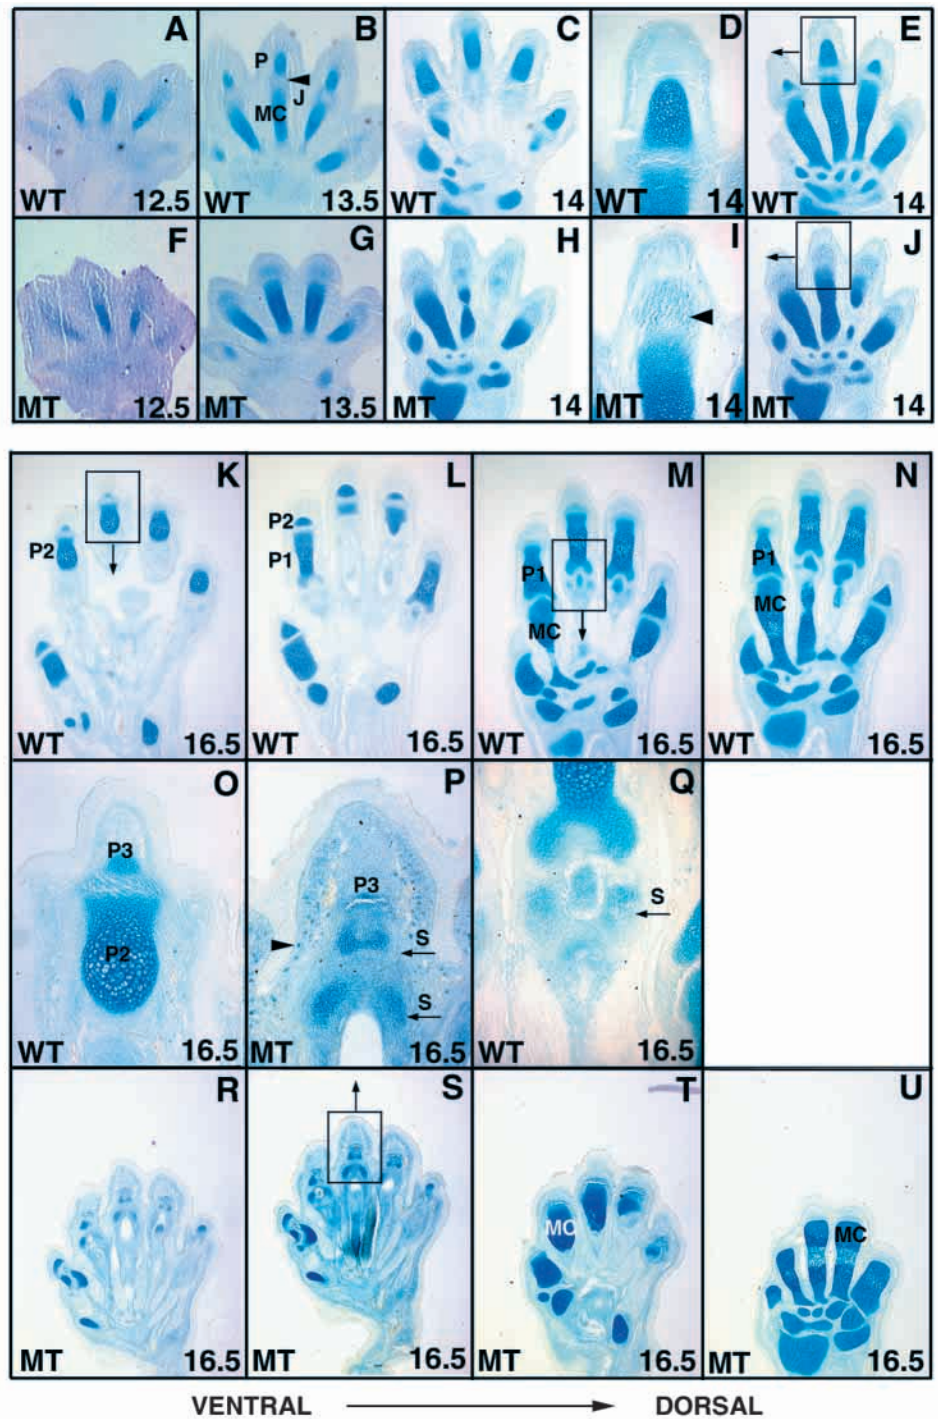 A B C D E
P
J
MC
WT 12.5 WT 13.5 WT 14 WT 14 WT 14
F G H I J
MT 12.5 MT 13.5 MT 14 MT 14 MT 14
K L M N
P2 P2 P1 P1 P1
MC MC
WT 16.5 WT 16.5 WT 16.5 WT 16.5
O P Q
P3 P3
S S
P2
S
WT 16.5 MT 16.5 WT 16.5
R S T U
MC MC
MT 16.5 MT 16.5 MT 16.5 MT 16.5
VENTRAL DORSAL